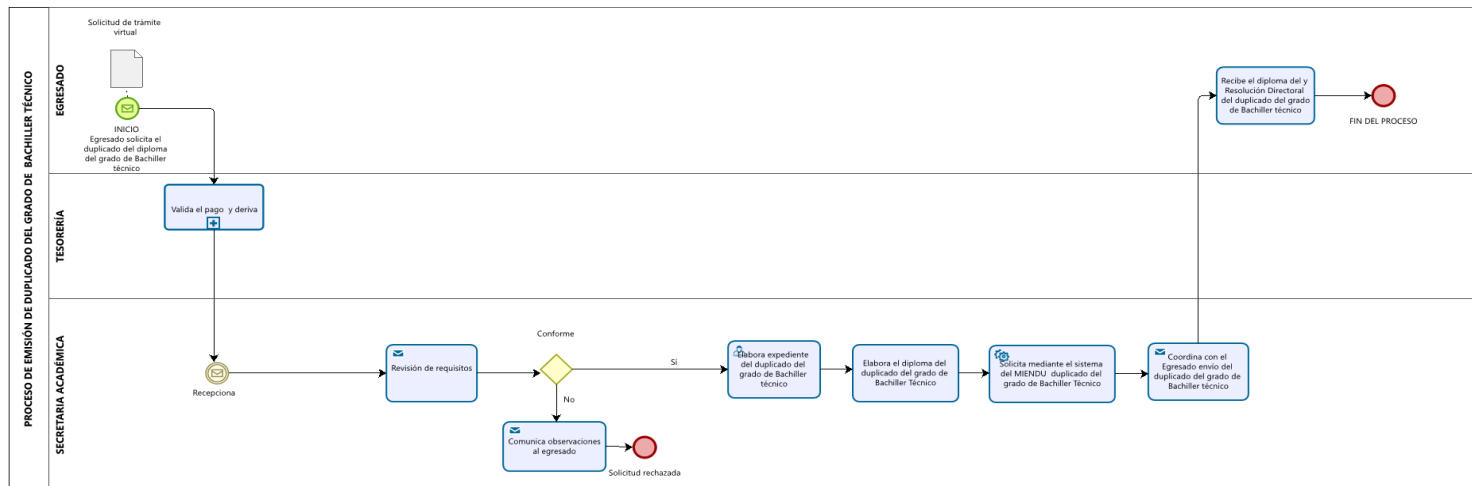 PROCESO DE EMISIÓN DE DUPLICADO DEL GRADO DE BACHILLER TÉCNICO
EGRESADO
Solicitud de trámite
virtual
INICIO
Egresado solicita el
duplicado del diploma
del grado de Bachiller
técnico
Recibe el diploma del y
Resolución Directoral
del duplicado del grado
de Bachiller técnico
FIN DEL PROCESO
TESORERÍA
Valida el pago y deriva
SECRETARIA ACADÉMICA
Recepciona
Revisión de requisitos
Conforme
Sí
No
Comunica observaciones
al egresado
Solicitud rechazada
Elabora expediente
del duplicado del
grado de Bachiller
técnico
Elabora el diploma del
duplicado del grado de
Bachiller Técnico
Solicita mediante el sistema
del MIENDU duplicado del
grado de Bachiller Técnico
Coordina con el
Egresado envío del
duplicado del grado de
Bachiller técnico